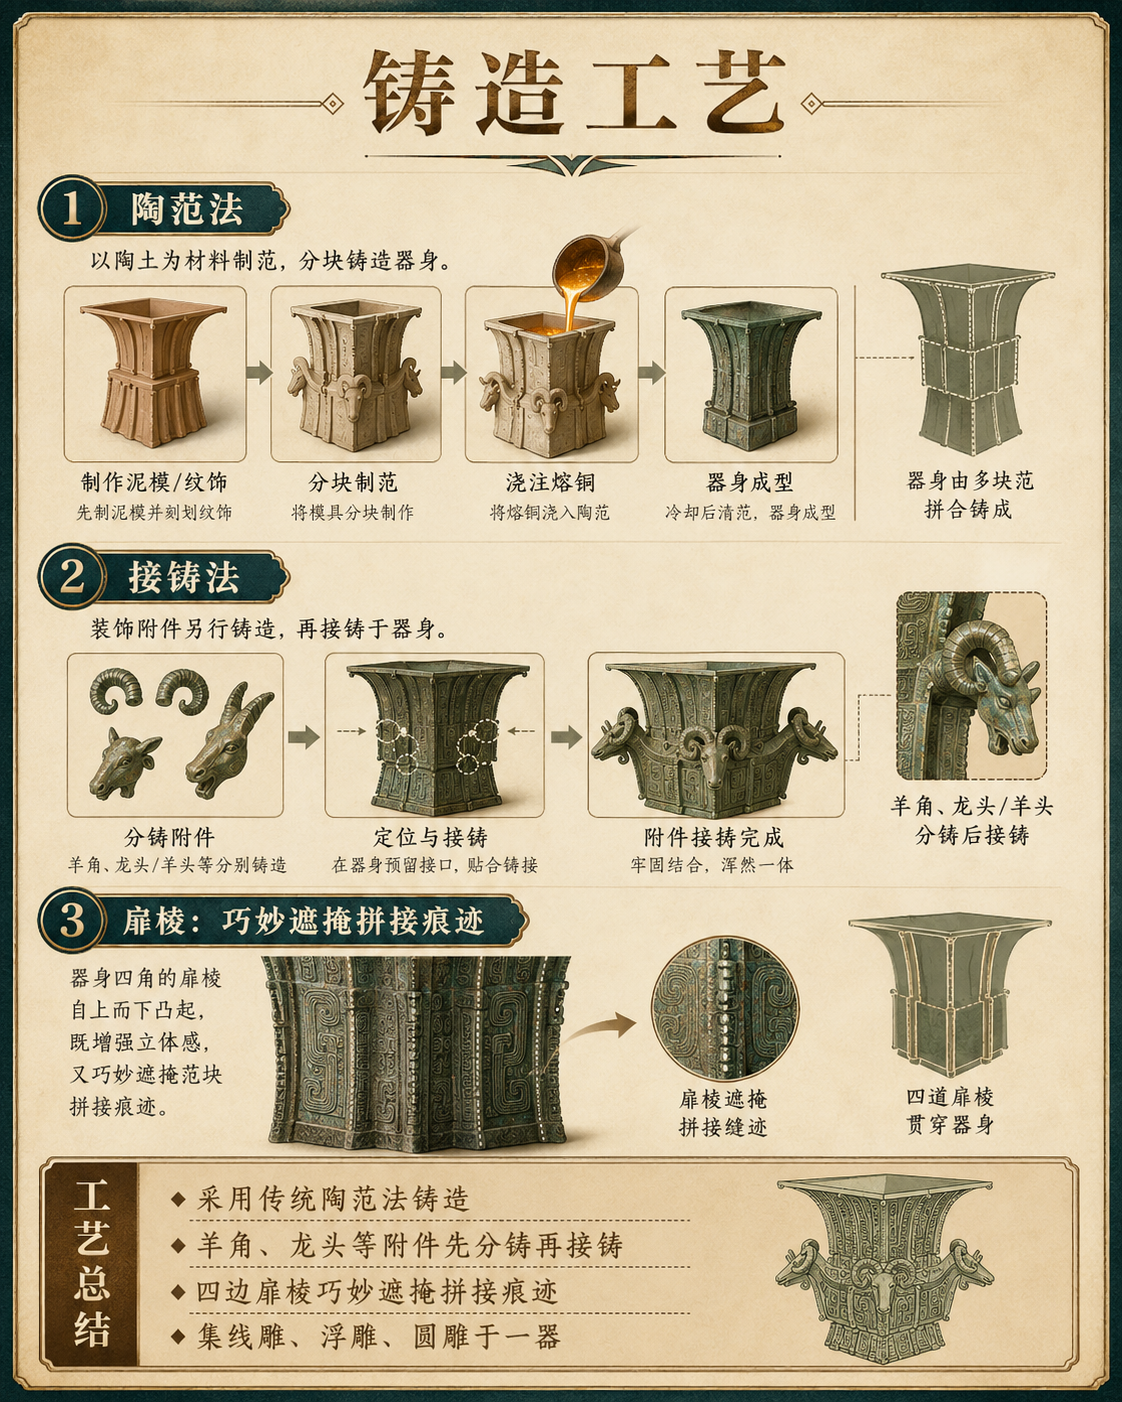 铸造工艺
1 陶范法
以陶土为材料制范，分块铸造器身。
制作泥模/纹饰
先制泥模并刻划纹饰
分块制范
将模具分块制作
浇注熔铜
将熔铜浇入陶范
器身成型
冷却后清范，器身成型
器身由多块范
拼合铸成
2 接铸法
装饰附件另行铸造，再接铸于器身。
分铸附件
羊角、龙头/羊头等分别铸造
定位与接铸
在器身预留接口，贴合铸接
附件接铸完成
牢固结合，浑然一体
羊角、龙头/羊头
分铸后接铸
3 扉棱：巧妙遮掩拼接痕迹
器身四角的扉棱
自上而下凸起，
既增强立体感，
又巧妙遮掩范块
拼接痕迹。
扉棱遮掩
拼接缝迹
四道扉棱
贯穿器身
工艺总结
◆ 采用传统陶范法铸造
◆ 羊角、龙头等附件先分铸再接铸
◆ 四边扉棱巧妙遮掩拼接痕迹
◆ 集线雕、浮雕、圆雕于一器